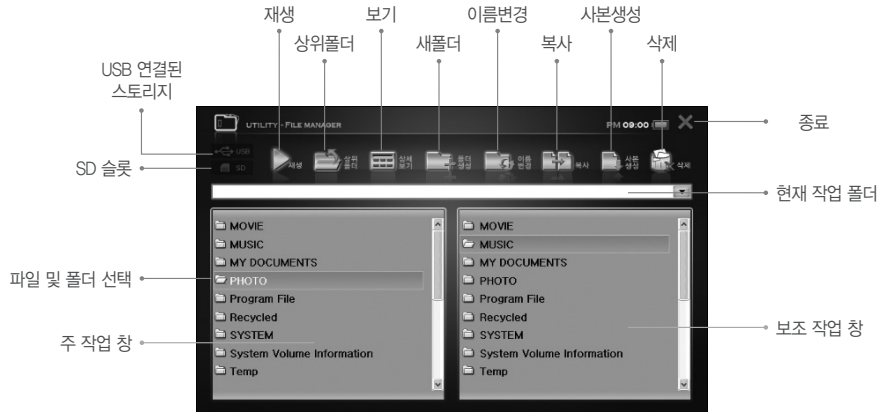 재생
보기
이름변경
사본생성
상위폴더
새폴더
복사
삭제
USB 연결된
스토리지
SD 슬롯
파일 및 폴더 선택
주 작업 창
종료
현재 작업 폴더
보조 작업 창
UTILITY - FILE MANAGER
PM 09:00
USB
SD
재생
상위
폴더
상세
보기
폴더
생성
이름
변경
복사
사본
생성
삭제
MOVIE
MUSIC
MY DOCUMENTS
PHOTO
Program File
Recycled
SYSTEM
System Volume Information
Temp
MOVIE
MUSIC
MY DOCUMENTS
PHOTO
Program File
Recycled
SYSTEM
System Volume Information
Temp